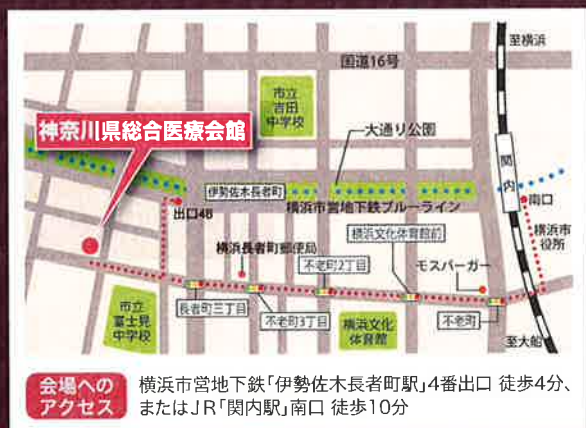 至横浜
国道16号
市立
吉田
中学校
神奈川県総合医療会館
大通り公園
関内
伊勢佐木長者町
出口4B
横浜市営地下鉄ブルーライン
南口
横浜市
役所
横浜文化体育館前
横浜長者町郵便局
不老町2丁目
モスバーガー
長者町三丁目
不老町3丁目
不老町
市立
富士見
中学校
横浜文化
体育館
至大船
会場への
アクセス
横浜市営地下鉄「伊勢佐木長者町駅」4番出口 徒歩4分、
またはJR「関内駅」南口 徒歩10分